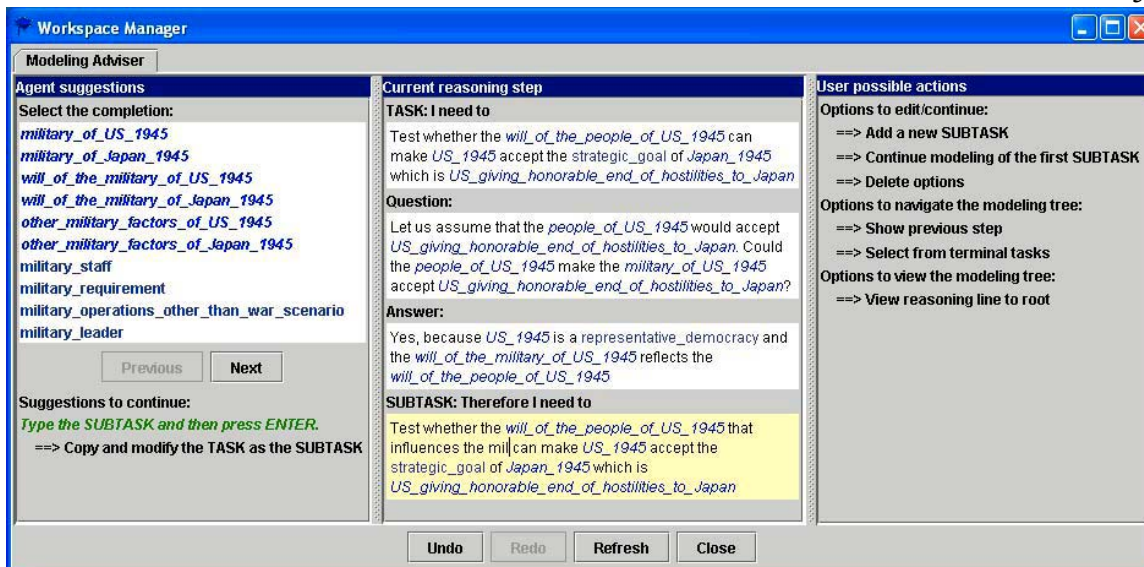 Workspace Manager
Modeling Adviser
Agent suggestions
Select the completion:
military_of_US_1945
military_of_Japan_1945
will_of_the_military_of_US_1945
will_of_the_military_of_Japan_1945
other_military_factors_of_US_1945
other_military_factors_of_Japan_1945
military_staff
military_requirement
military_operations_other_than_war_scenario
military_leader
Previous
Next
Suggestions to continue:
Type the SUBTASK and then press ENTER.
==> Copy and modify the TASK as the SUBTASK
Current reasoning step
TASK: I need to
Test whether the will_of_the_people_of_US_1945 can
make US_1945 accept the strategic_goal of Japan_1945
which is US_giving_honorable_end_of_hostilities_to_Japan
Question:
Let us assume that the people_of_US_1945 would accept
US_giving_honorable_end_of_hostilities_to_Japan. Could
the people_of_US_1945 make the military_of_US_1945
accept US_giving_honorable_end_of_hostilities_to_Japan?
Answer:
Yes, because US_1945 is a representative_democracy and
the will_of_the_military_of_US_1945 reflects the
will_of_the_people_of_US_1945
SUBTASK: Therefore I need to
Test whether the will_of_the_people_of_US_1945 that
influences the mil can make US_1945 accept the
strategic_goal of Japan_1945 which is
US_giving_honorable_end_of_hostilities_to_Japan
User possible actions
Options to edit/continue:
==> Add a new SUBTASK
==> Continue modeling of the first SUBTASK
==> Delete options
Options to navigate the modeling tree:
==> Show previous step
==> Select from terminal tasks
Options to view the modeling tree:
==> View reasoning line to root
Undo
Redo
Refresh
Close